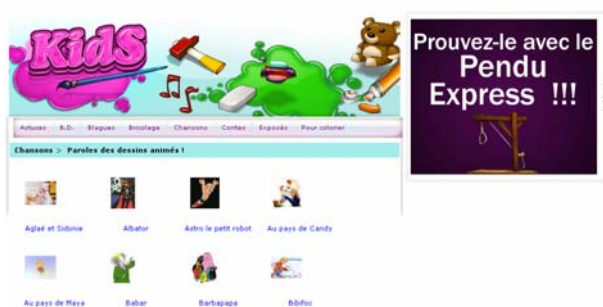 KidS
Astuces B.D. Blagues Bricolage Chansons Contes Exposés Pour colorier
Chansons > Paroles des dessins animés !
Aglaé et Sidonie Albator Astro le petit robot Au pays de Candy
Au pays de Maya Babar Barbapapa Bibifoc
Prouvez-le avec le
Pendu
Express !!!